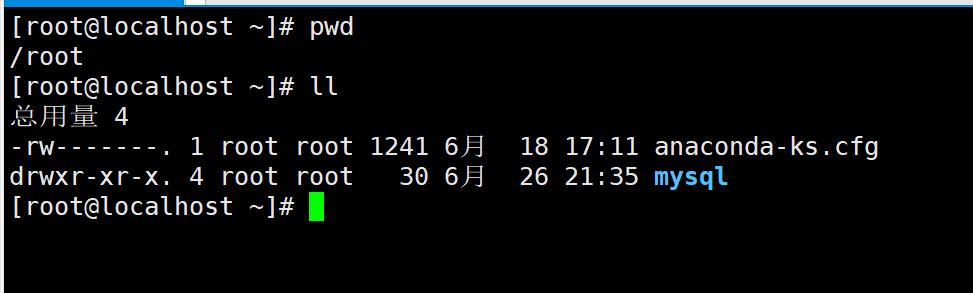 [root@localhost ~]# pwd
/root
[root@localhost ~]# ll
总用量 4
-rw-------. 1 root root 1241 6月  18 17:11 anaconda-ks.cfg
drwxr-xr-x. 4 root root   30 6月  26 21:35 mysql
[root@localhost ~]#